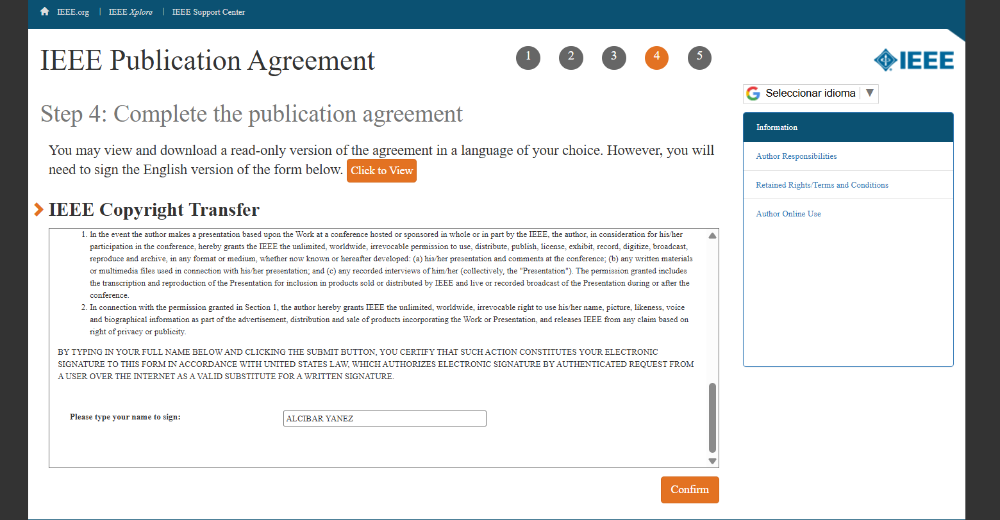 IEEE.org | IEEE Xplore | IEEE Support Center
IEEE Publication Agreement
1 2 3 4 5
IEEE
Seleccionar idioma ▼
Step 4: Complete the publication agreement
You may view and download a read-only version of the agreement in a language of your choice. However, you will
need to sign the English version of the form below. Click to View
IEEE Copyright Transfer
1. In the event the author makes a presentation based upon the Work at a conference hosted or sponsored in whole or in part by the IEEE, the author, in consideration for his/her
participation in the conference, hereby grants the IEEE the unlimited, worldwide, irrevocable permission to use, distribute, publish, license, exhibit, record, digitize, broadcast,
reproduce and archive, in any format or medium, whether now known or hereafter developed: (a) his/her presentation and comments at the conference; (b) any written materials
or multimedia files used in connection with his/her presentation; and (c) any recorded interviews of him/her (collectively, the "Presentation"). The permission granted includes
the transcription and reproduction of the Presentation for inclusion in products sold or distributed by IEEE and live or recorded broadcast of the Presentation during or after the
conference.
2. In connection with the permission granted in Section 1, the author hereby grants IEEE the unlimited, worldwide, irrevocable right to use his/her name, picture, likeness, voice
and biographical information as part of the advertisement, distribution and sale of products incorporating the Work or Presentation, and releases IEEE from any claim based on
right of privacy or publicity.
BY TYPING IN YOUR FULL NAME BELOW AND CLICKING THE SUBMIT BUTTON, YOU CERTIFY THAT SUCH ACTION CONSTITUTES YOUR ELECTRONIC
SIGNATURE TO THIS FORM IN ACCORDANCE WITH UNITED STATES LAW, WHICH AUTHORIZES ELECTRONIC SIGNATURE BY AUTHENTICATED REQUEST FROM
A USER OVER THE INTERNET AS A VALID SUBSTITUTE FOR A WRITTEN SIGNATURE.
Please type your name to sign: ALCIBAR YANEZ
Confirm
Information
Author Responsibilities
Retained Rights/Terms and Conditions
Author Online Use